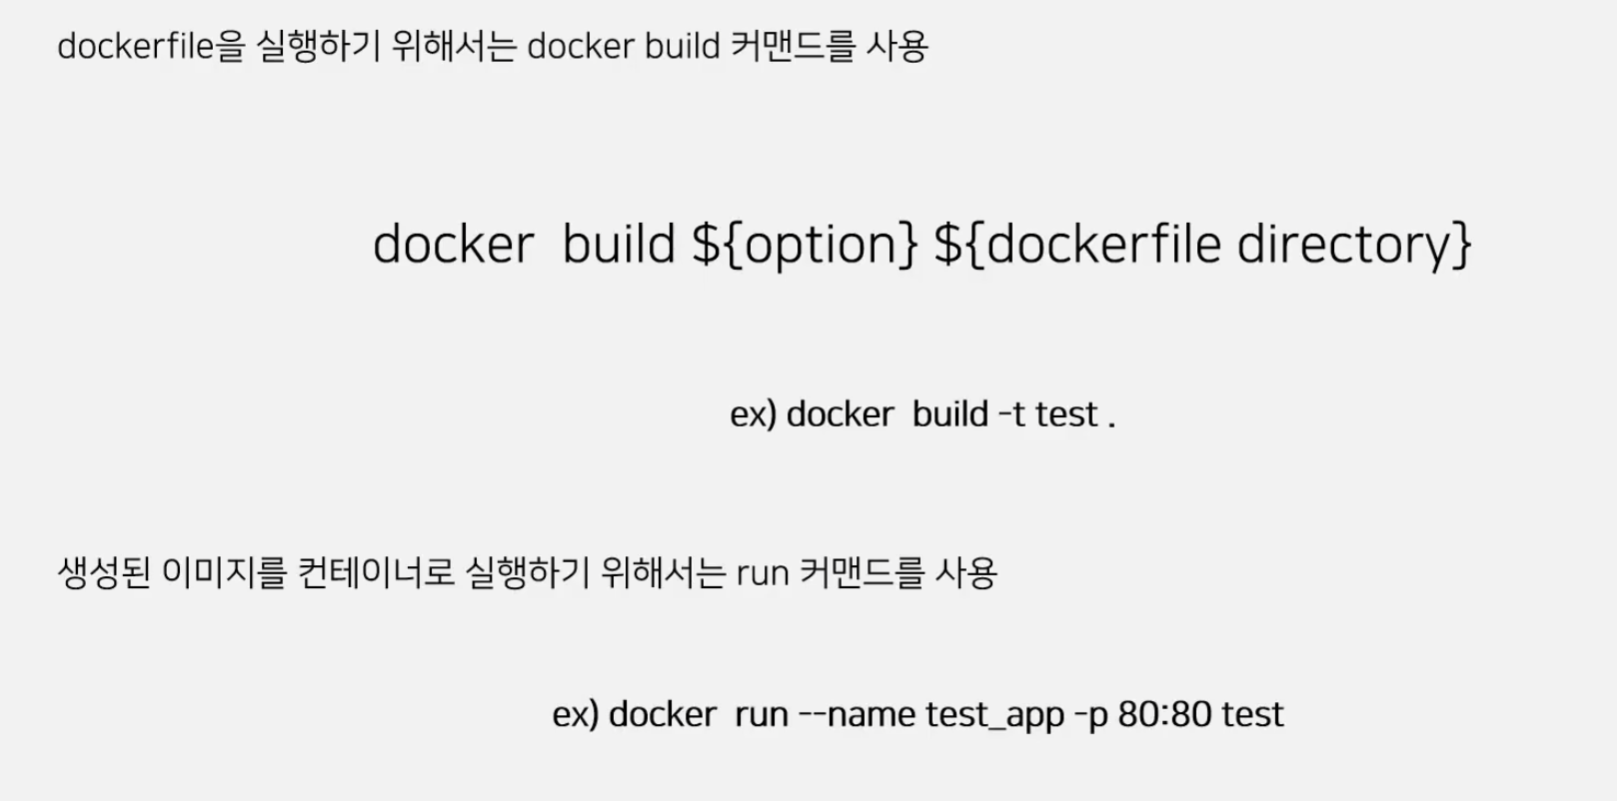 dockerfile을 실행하기 위해서는 docker build 커맨드를 사용
docker build ${option} ${dockerfile directory}
ex) docker build -t test .
생성된 이미지를 컨테이너로 실행하기 위해서는 run 커맨드를 사용
ex) docker run --name test_app -p 80:80 test